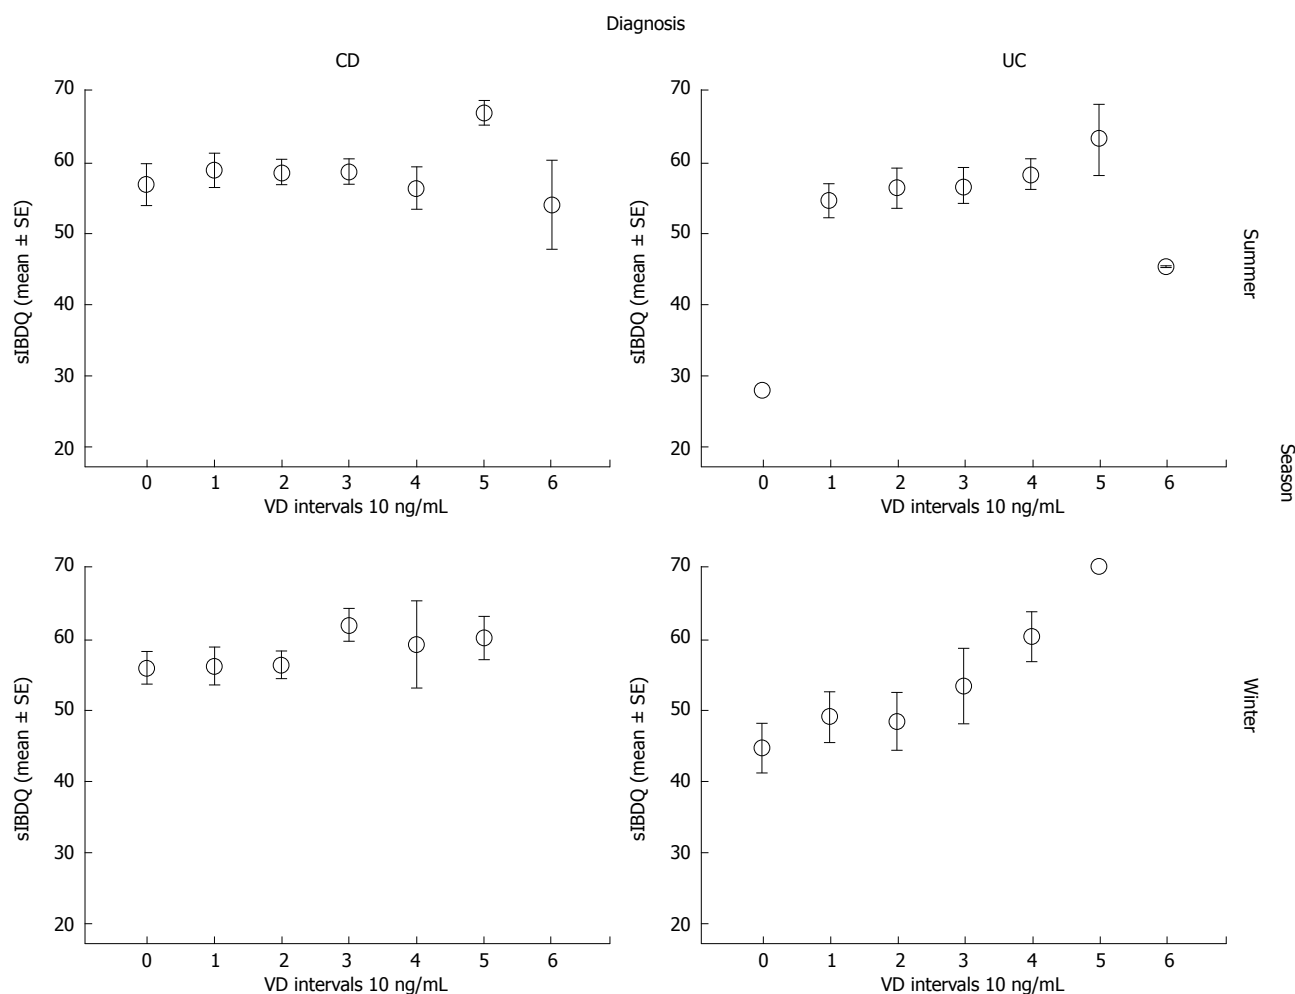 Diagnosis
CD
UC
70
60
50
40
30
20
sIBDQ (mean ± SE)
0 1 2 3 4 5 6
VD intervals 10 ng/mL
70
60
50
40
30
20
sIBDQ (mean ± SE)
0 1 2 3 4 5 6
VD intervals 10 ng/mL
Summer
Season
70
60
50
40
30
20
sIBDQ (mean ± SE)
0 1 2 3 4 5 6
VD intervals 10 ng/mL
70
60
50
40
30
20
sIBDQ (mean ± SE)
0 1 2 3 4 5 6
VD intervals 10 ng/mL
Winter